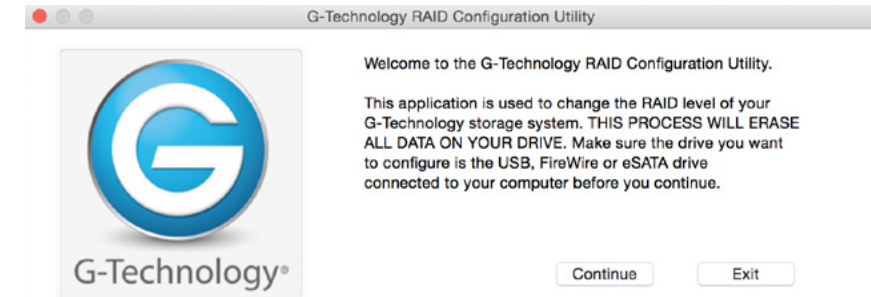 G-Technology RAID Configuration Utility
Welcome to the G-Technology RAID Configuration Utility.
This application is used to change the RAID level of your
G-Technology storage system. THIS PROCESS WILL ERASE
ALL DATA ON YOUR DRIVE. Make sure the drive you want
to configure is the USB, FireWire or eSATA drive
connected to your computer before you continue.
G-Technology®
Continue
Exit